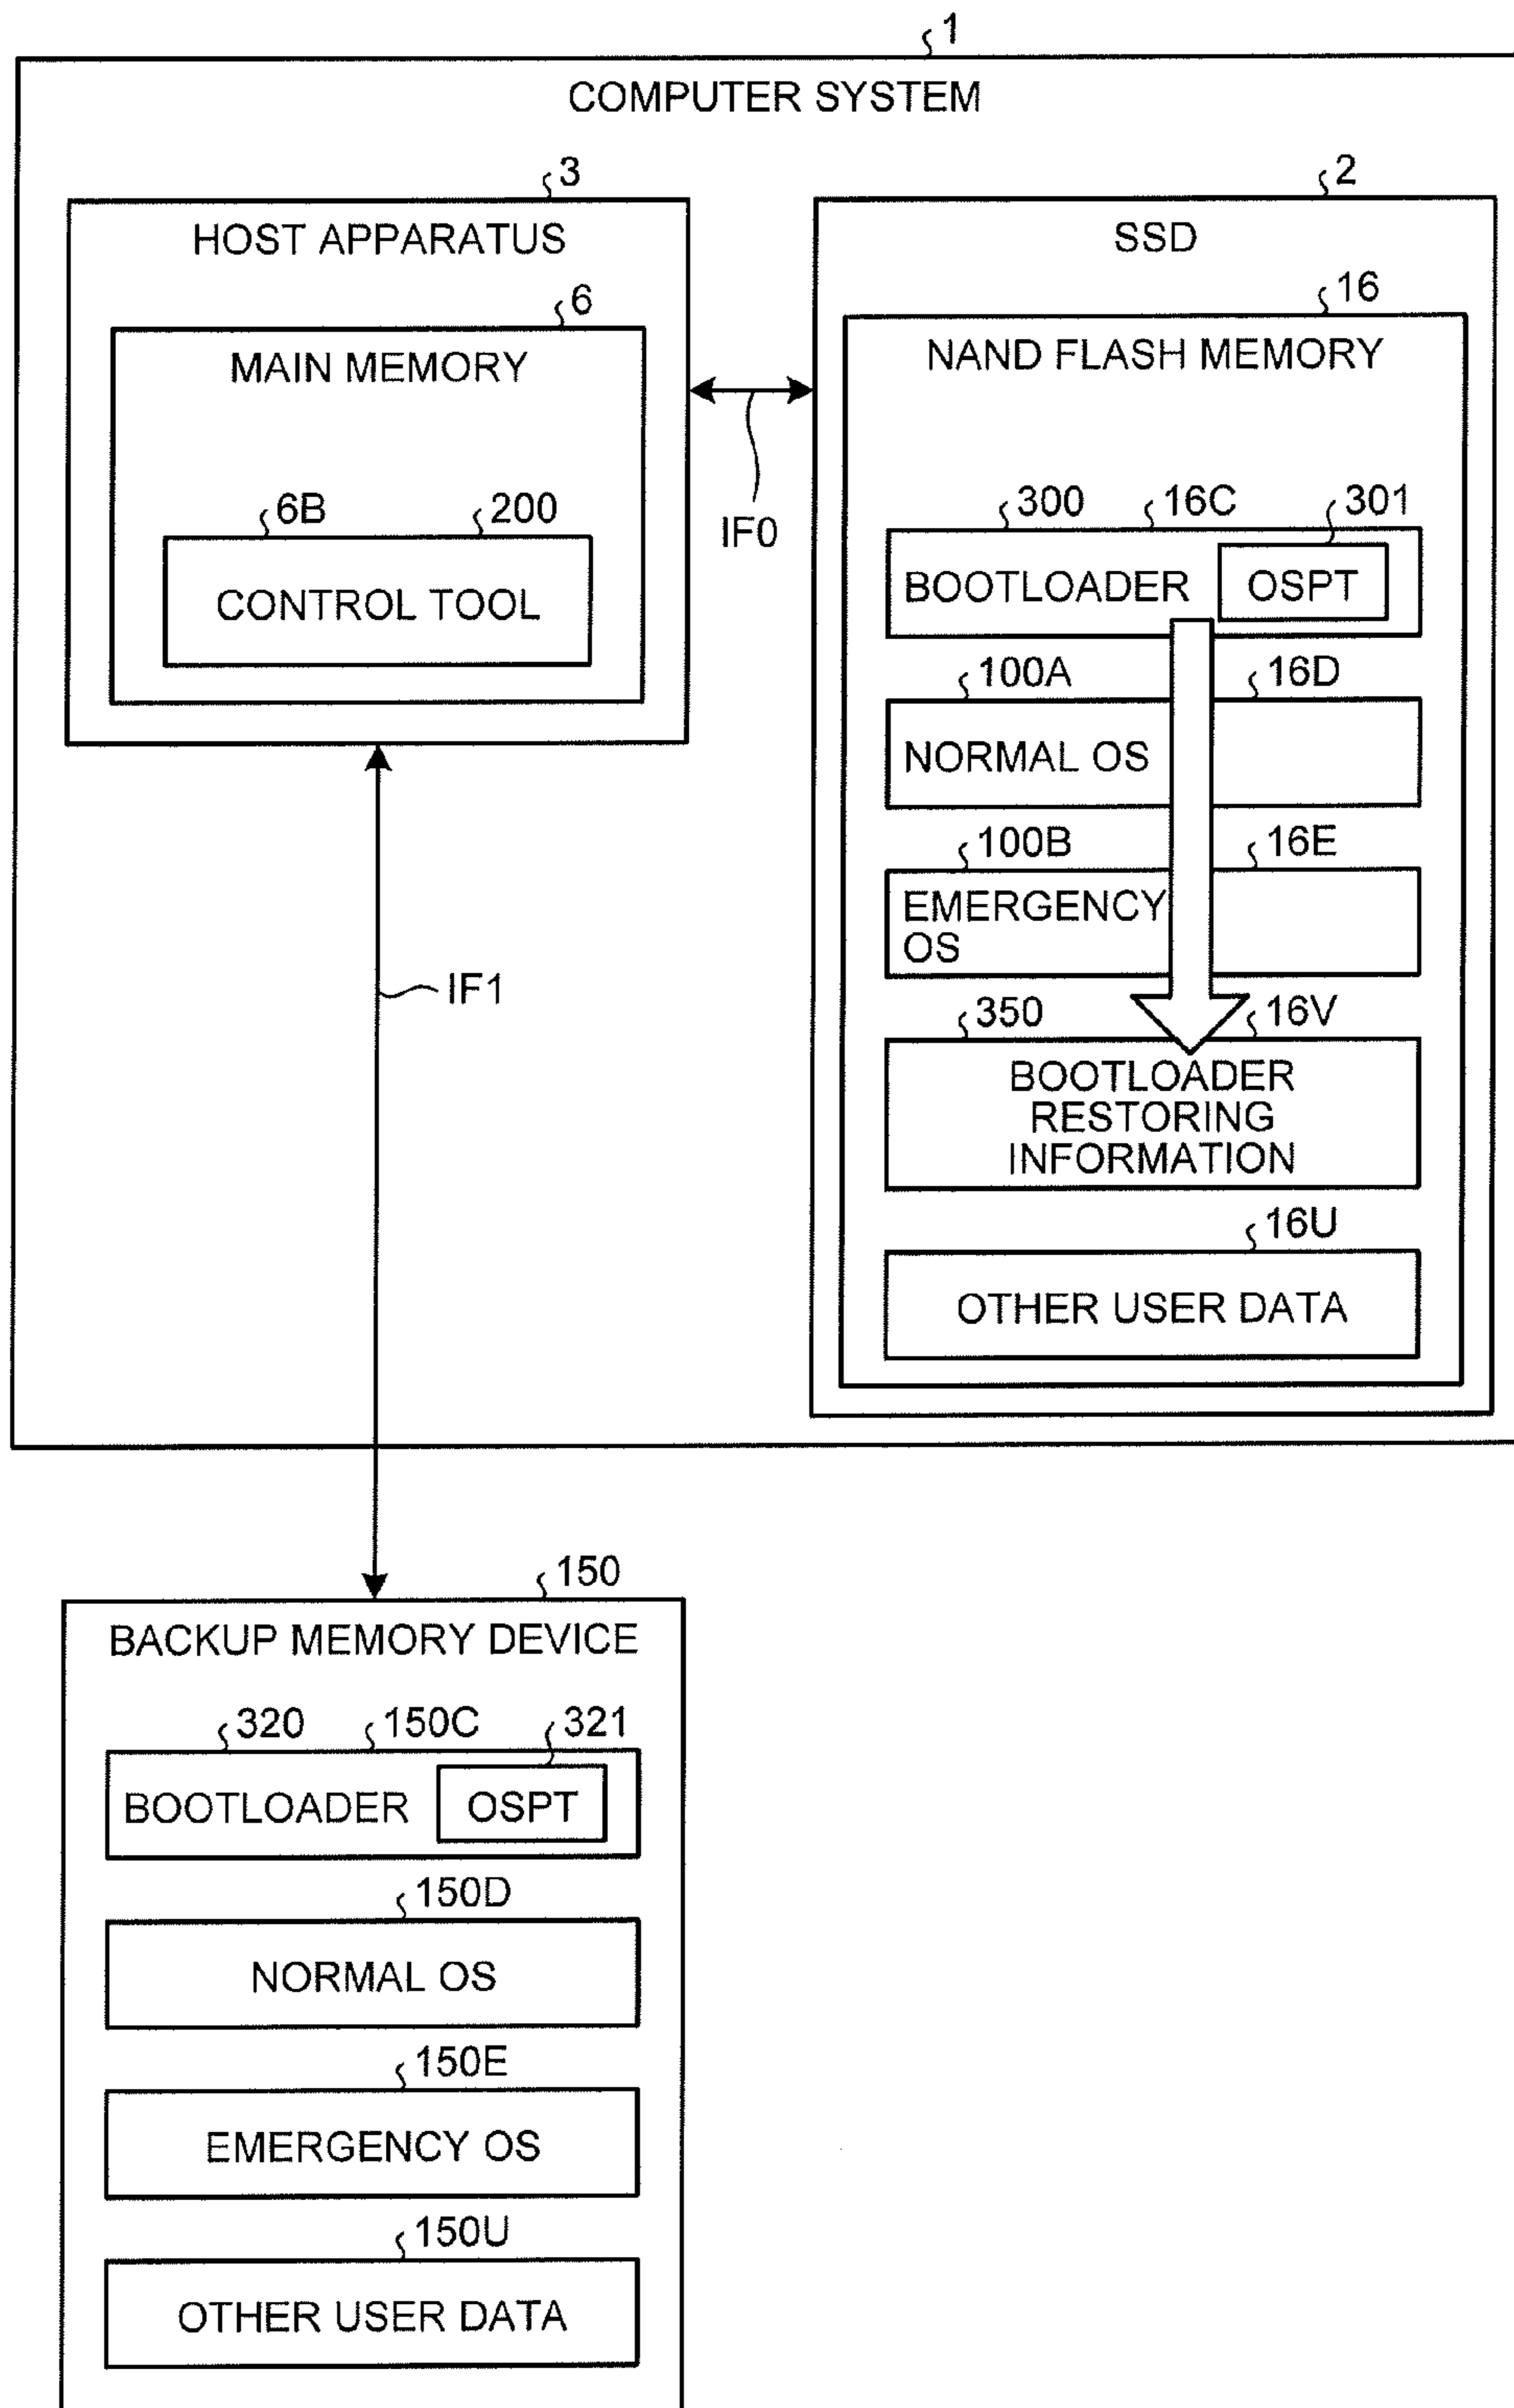 1
COMPUTER SYSTEM
3
HOST APPARATUS
6
MAIN MEMORY
6B 200
CONTROL TOOL
IF0
2
SSD
16
NAND FLASH MEMORY
300 16C 301
BOOTLOADER OSPT
100A 16D
NORMAL OS
100B 16E
EMERGENCY
OS
350 16V
BOOTLOADER
RESTORING
INFORMATION
16U
OTHER USER DATA
IF1
150
BACKUP MEMORY DEVICE
320 150C 321
BOOTLOADER OSPT
150D
NORMAL OS
150E
EMERGENCY OS
150U
OTHER USER DATA